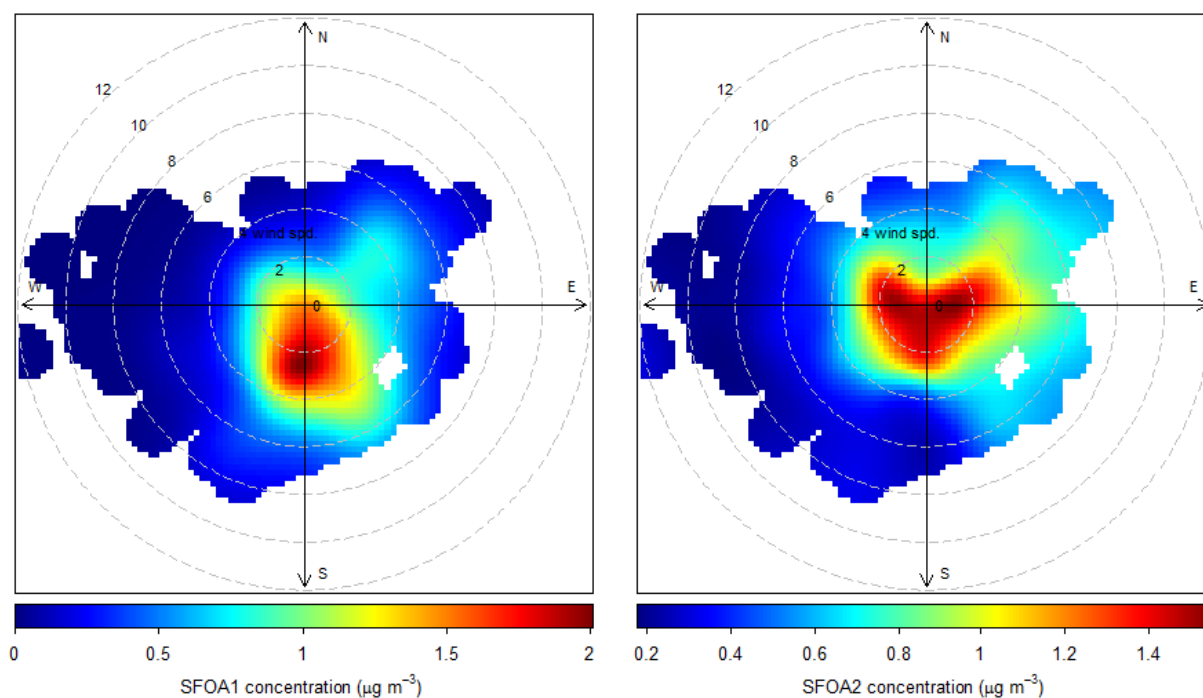 N
12
10
8
6
4 wind spd.
2
0
W
E
S
0 0.5 1 1.5 2
SFOA1 concentration (μg m⁻³)
N
12
10
8
6
4 wind spd.
2
0
W
E
S
0.2 0.4 0.6 0.8 1 1.2 1.4
SFOA2 concentration (μg m⁻³)